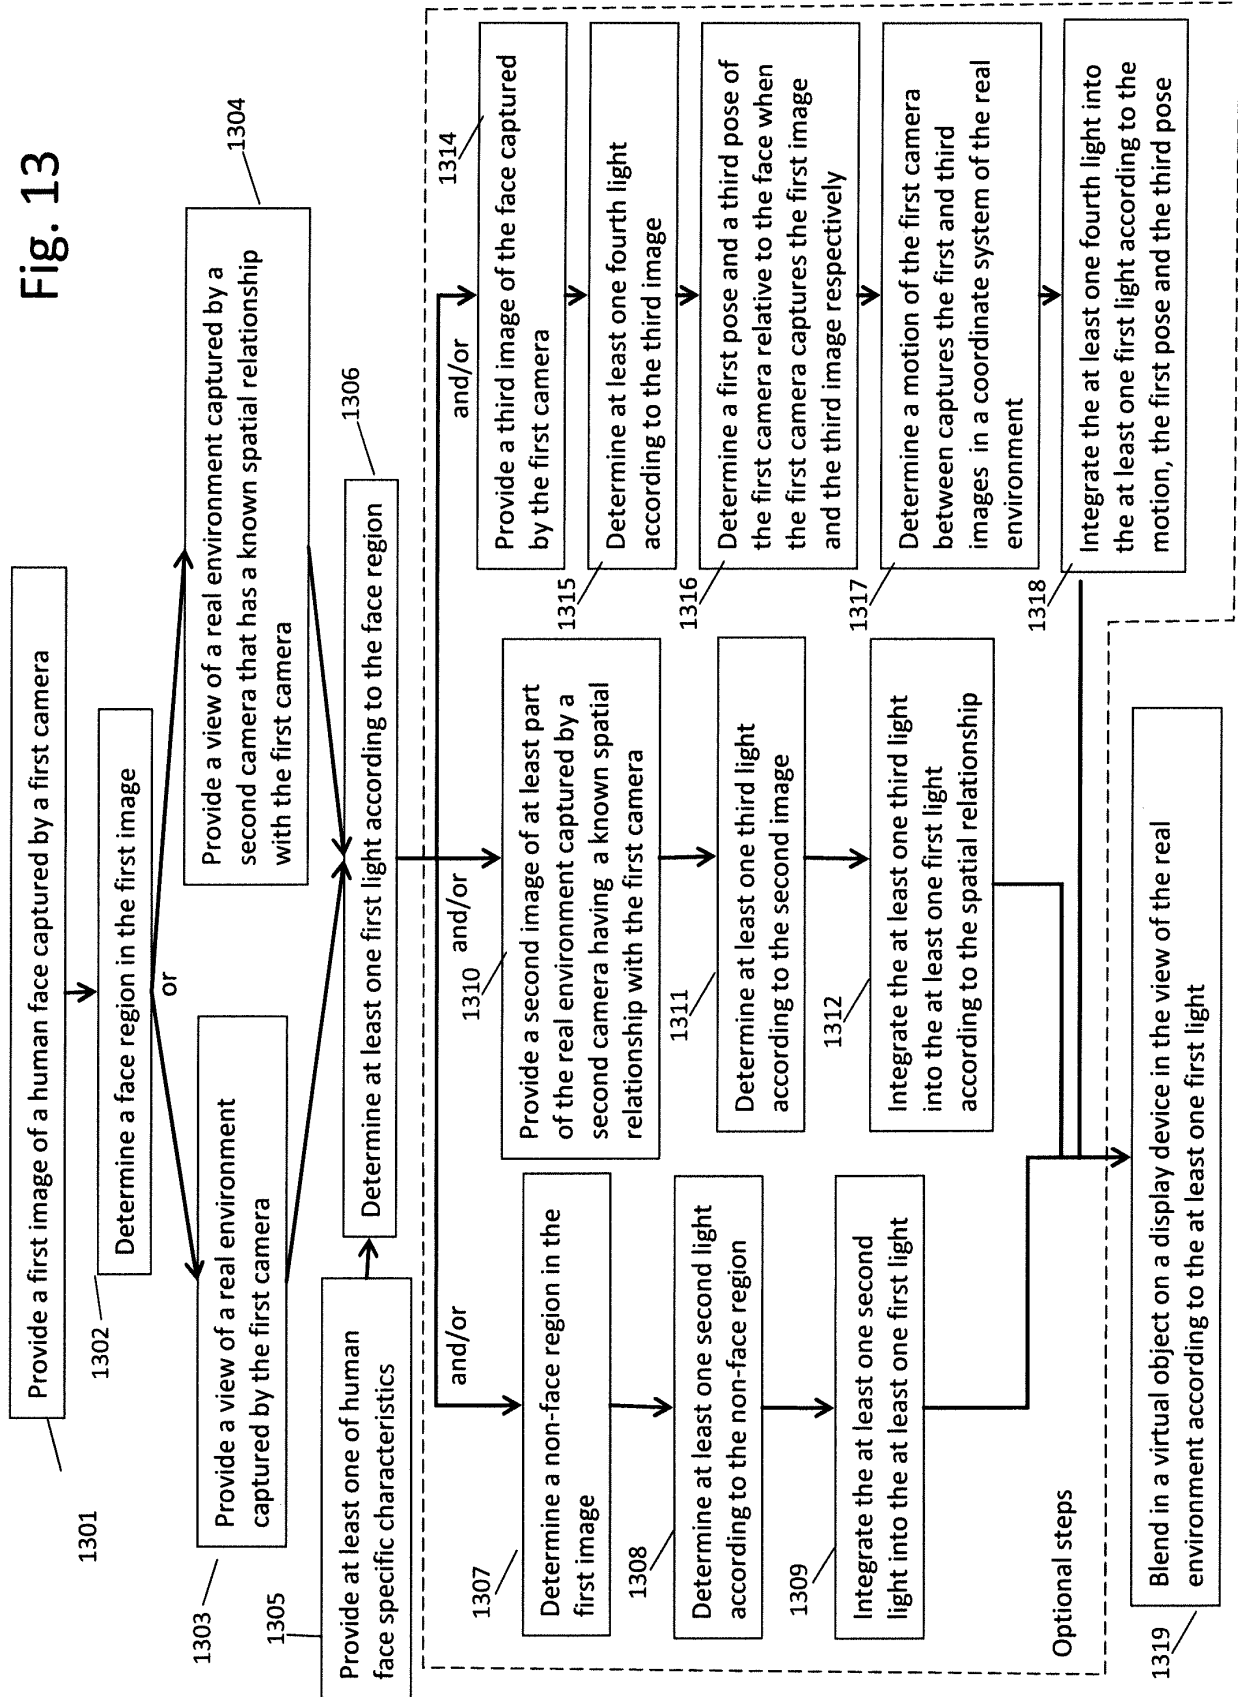 Fig. 13
1301
Provide a first image of a human face captured by a first camera
1302
Determine a face region in the first image
or
1303
Provide a view of a real environment
captured by the first camera
1304
Provide a view of a real environment captured by a
second camera that has a known spatial relationship
with the first camera
1305
Provide at least one of human
face specific characteristics
1306
Determine at least one first light according to the face region
and/or
1307
Determine a non-face region in the
first image
1308
Determine at least one second light
according to the non-face region
1309
Integrate the at least one second
light into the at least one first light
and/or
1310
Provide a second image of at least part
of the real environment captured by a
second camera having a known spatial
relationship with the first camera
1311
Determine at least one third light
according to the second image
1312
Integrate the at least one third light
into the at least one first light
according to the spatial relationship
and/or
1314
Provide a third image of the face captured
by the first camera
1315
Determine at least one fourth light
according to the third image
1316
Determine a first pose and a third pose of
the first camera relative to the face when
the first camera captures the first image
and the third image respectively
1317
Determine a motion of the first camera
between captures the first and third
images in a coordinate system of the real
environment
1318
Integrate the at least one fourth light into
the at least one first light according to the
motion, the first pose and the third pose
Optional steps
1319
Blend in a virtual object on a display device in the view of the real
environment according to the at least one first light